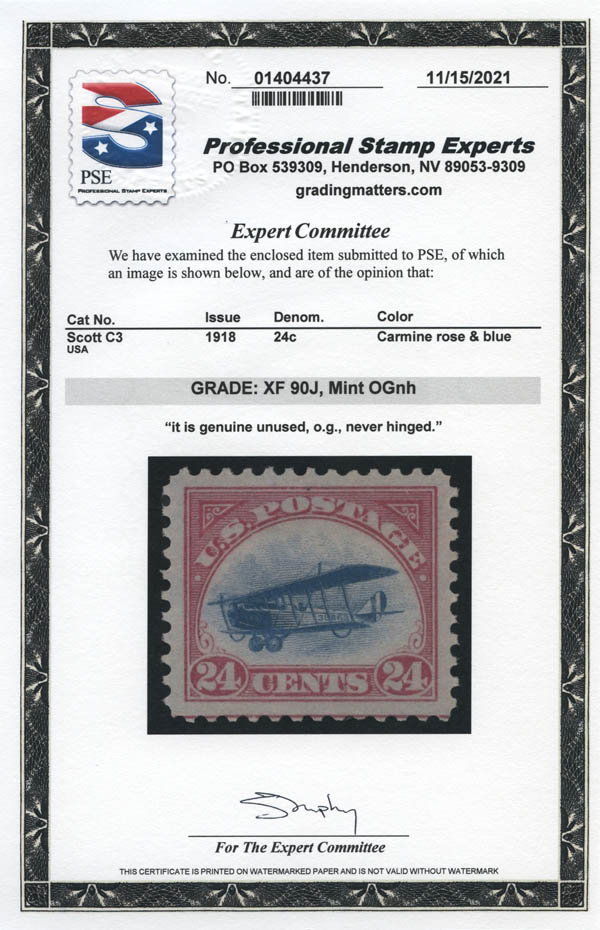 No. 01404437 11/15/2021
PSE
PROFESSIONAL STAMP EXPERTS
Professional Stamp Experts
PO Box 539309, Henderson, NV 89053-9309
gradingmatters.com
Expert Committee
We have examined the enclosed item submitted to PSE, of which
an image is shown below, and are of the opinion that:
Cat No. Issue Denom. Color
Scott C3 1918 24c Carmine rose & blue
USA
GRADE: XF 90J, Mint OGnh
“it is genuine unused, o.g., never hinged.”
U.S. POSTAGE
24 CENTS 24
For The Expert Committee
THIS CERTIFICATE IS PRINTED ON WATERMARKED PAPER AND IS NOT VALID WITHOUT WATERMARK